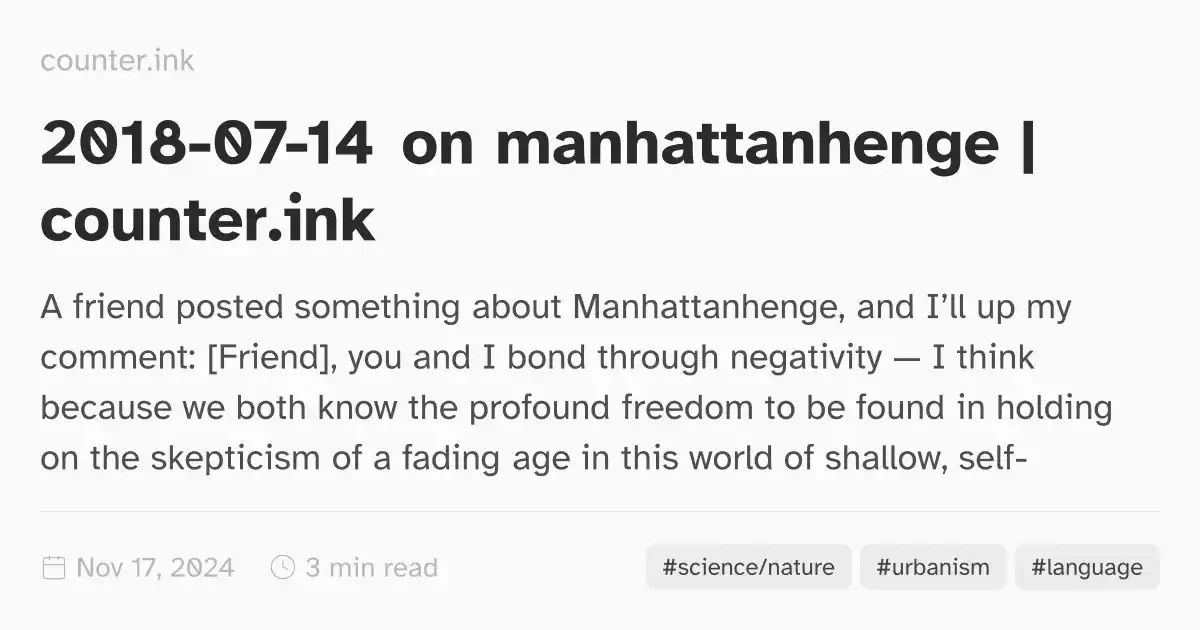 counter.ink
2018-07-14 on manhattanhenge |
counter.ink
A friend posted something about Manhattanhenge, and I’ll up my
comment: [Friend], you and I bond through negativity — I think
because we both know the profound freedom to be found in holding
on the skepticism of a fading age in this world of shallow, self-
Nov 17, 2024 3 min read #science/nature #urbanism #language